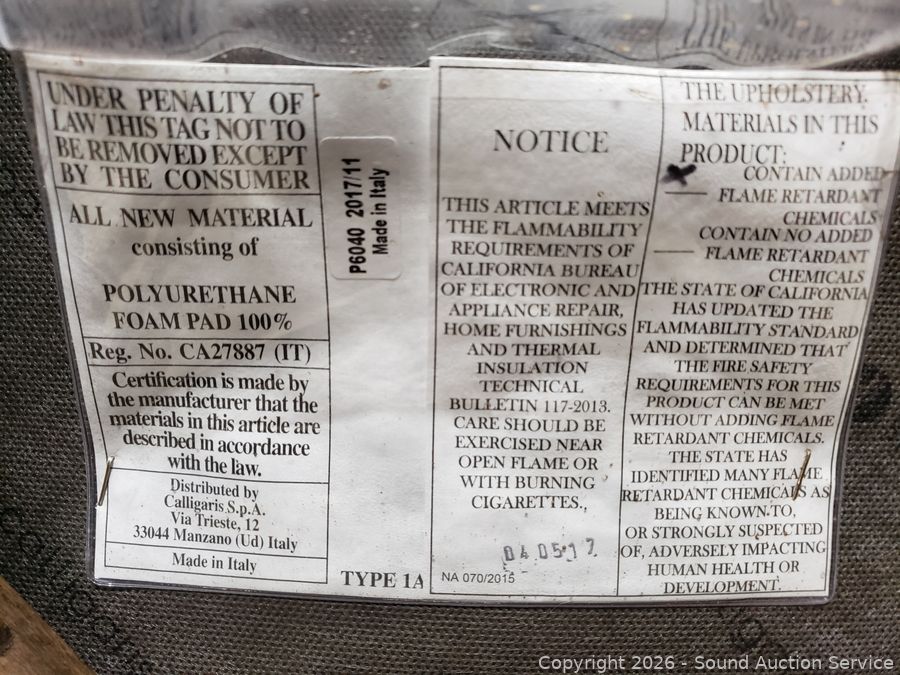 UNDER PENALTY OF
LAW THIS TAG NOT TO
BE REMOVED EXCEPT
BY THE CONSUMER
ALL NEW MATERIAL
consisting of
POLYURETHANE
FOAM PAD 100%
Reg. No. CA27887 (IT)
Certification is made by
the manufacturer that the
materials in this article are
described in accordance
with the law.
Distributed by
Calligaris S.p.A.
Via Trieste, 12
33044 Manzano (Ud) Italy
Made in Italy
P6040 2017/11
Made in Italy
TYPE 1A
NOTICE
THIS ARTICLE MEETS
THE FLAMMABILITY
REQUIREMENTS OF
CALIFORNIA BUREAU
OF ELECTRONIC AND
APPLIANCE REPAIR,
HOME FURNISHINGS
AND THERMAL
INSULATION
TECHNICAL
BULLETIN 117-2013.
CARE SHOULD BE
EXERCISED NEAR
OPEN FLAME OR
WITH BURNING
CIGARETTES.,
04 05 17
NA 070/2015
THE UPHOLSTERY.
MATERIALS IN THIS
PRODUCT:
CONTAIN ADDED
FLAME RETARDANT
CHEMICALS
CONTAIN NO ADDED
FLAME RETARDANT
CHEMICALS
THE STATE OF CALIFORNIA
HAS UPDATED THE
FLAMMABILITY STANDARD
AND DETERMINED THAT
THE FIRE SAFETY
REQUIREMENTS FOR THIS
PRODUCT CAN BE MET
WITHOUT ADDING FLAME
RETARDANT CHEMICALS.
THE STATE HAS
IDENTIFIED MANY FLAME
RETARDANT CHEMICALS AS
BEING KNOWN TO,
OR STRONGLY SUSPECTED
OF, ADVERSELY IMPACTING
HUMAN HEALTH OR
DEVELOPMENT.
Copyright © 2026 - Sound Auction Service